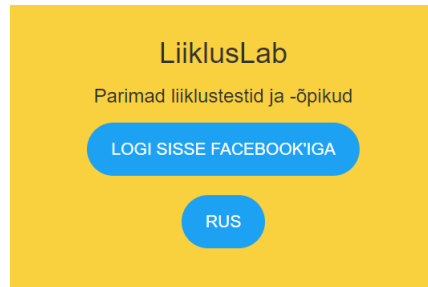 LiiklusLab
Parimad liiklustestid ja -õpikud
LOGI SISSE FACEBOOK'IGA
RUS